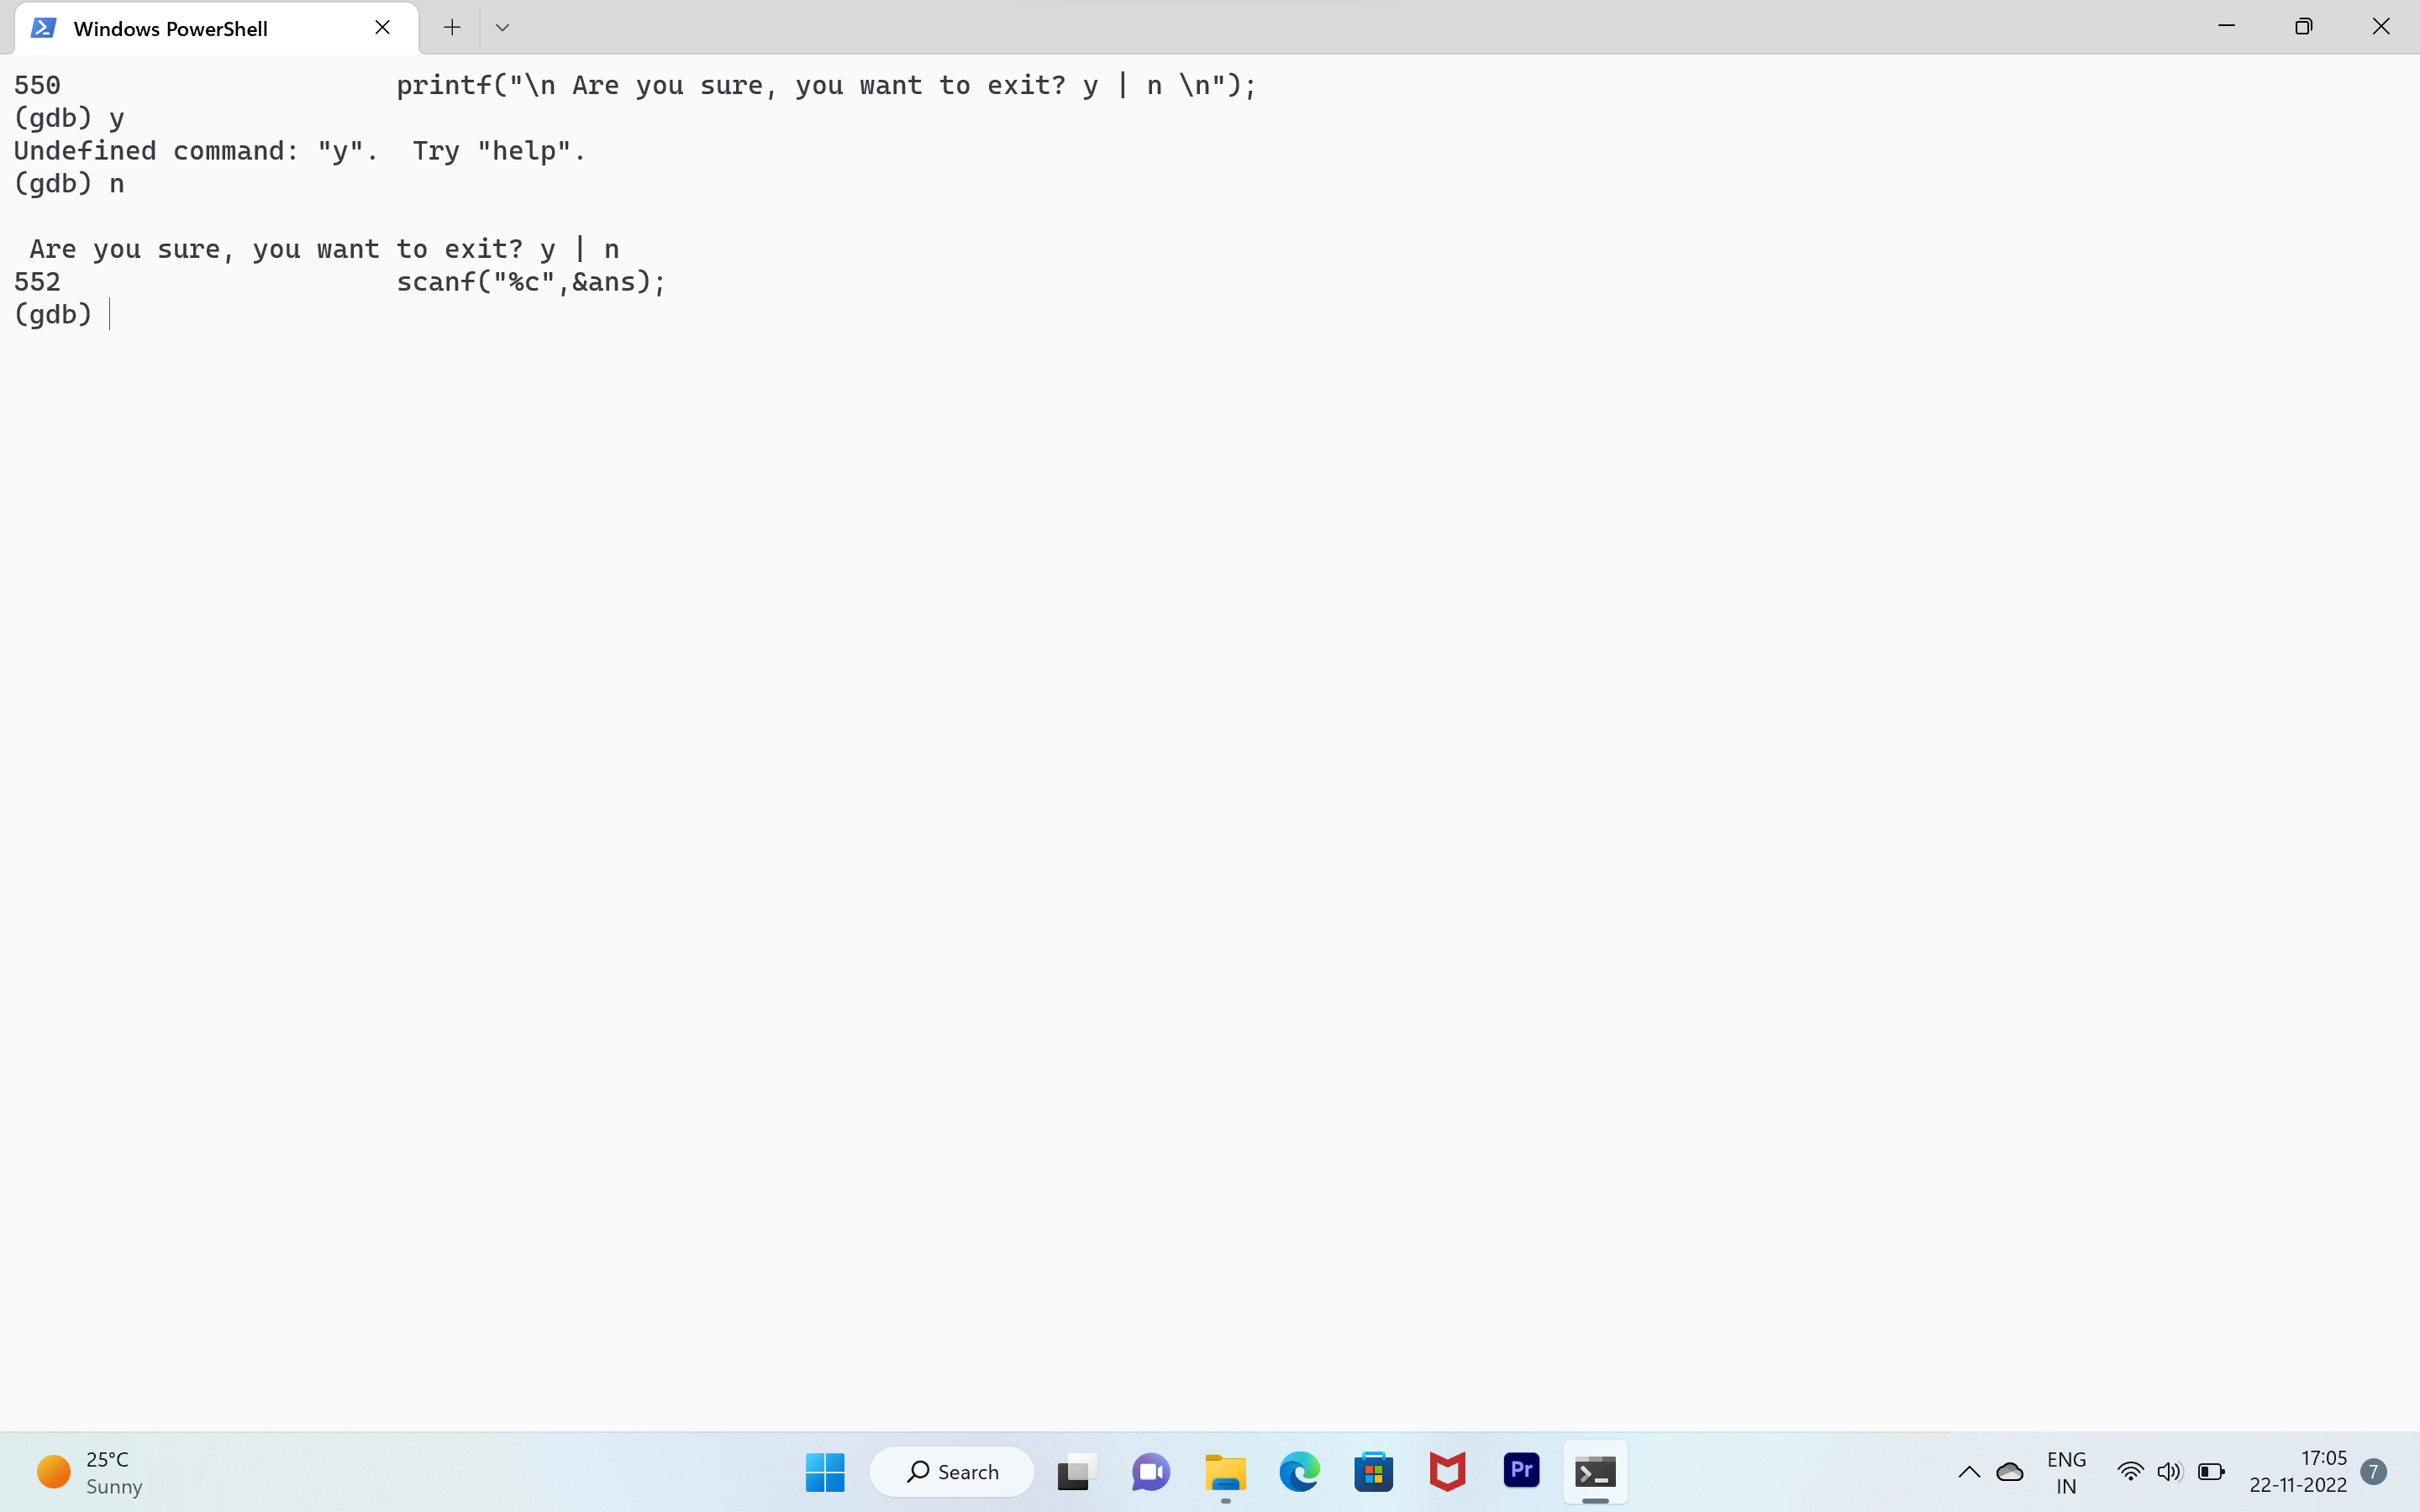 Windows PowerShell
550                     printf("\n Are you sure, you want to exit? y | n \n");
(gdb) y
Undefined command: "y".  Try "help".
(gdb) n
 Are you sure, you want to exit? y | n
552                     scanf("%c",&ans);
(gdb)
25°C
Sunny
Search
Pr
ENG
IN
17:05
22-11-2022
7